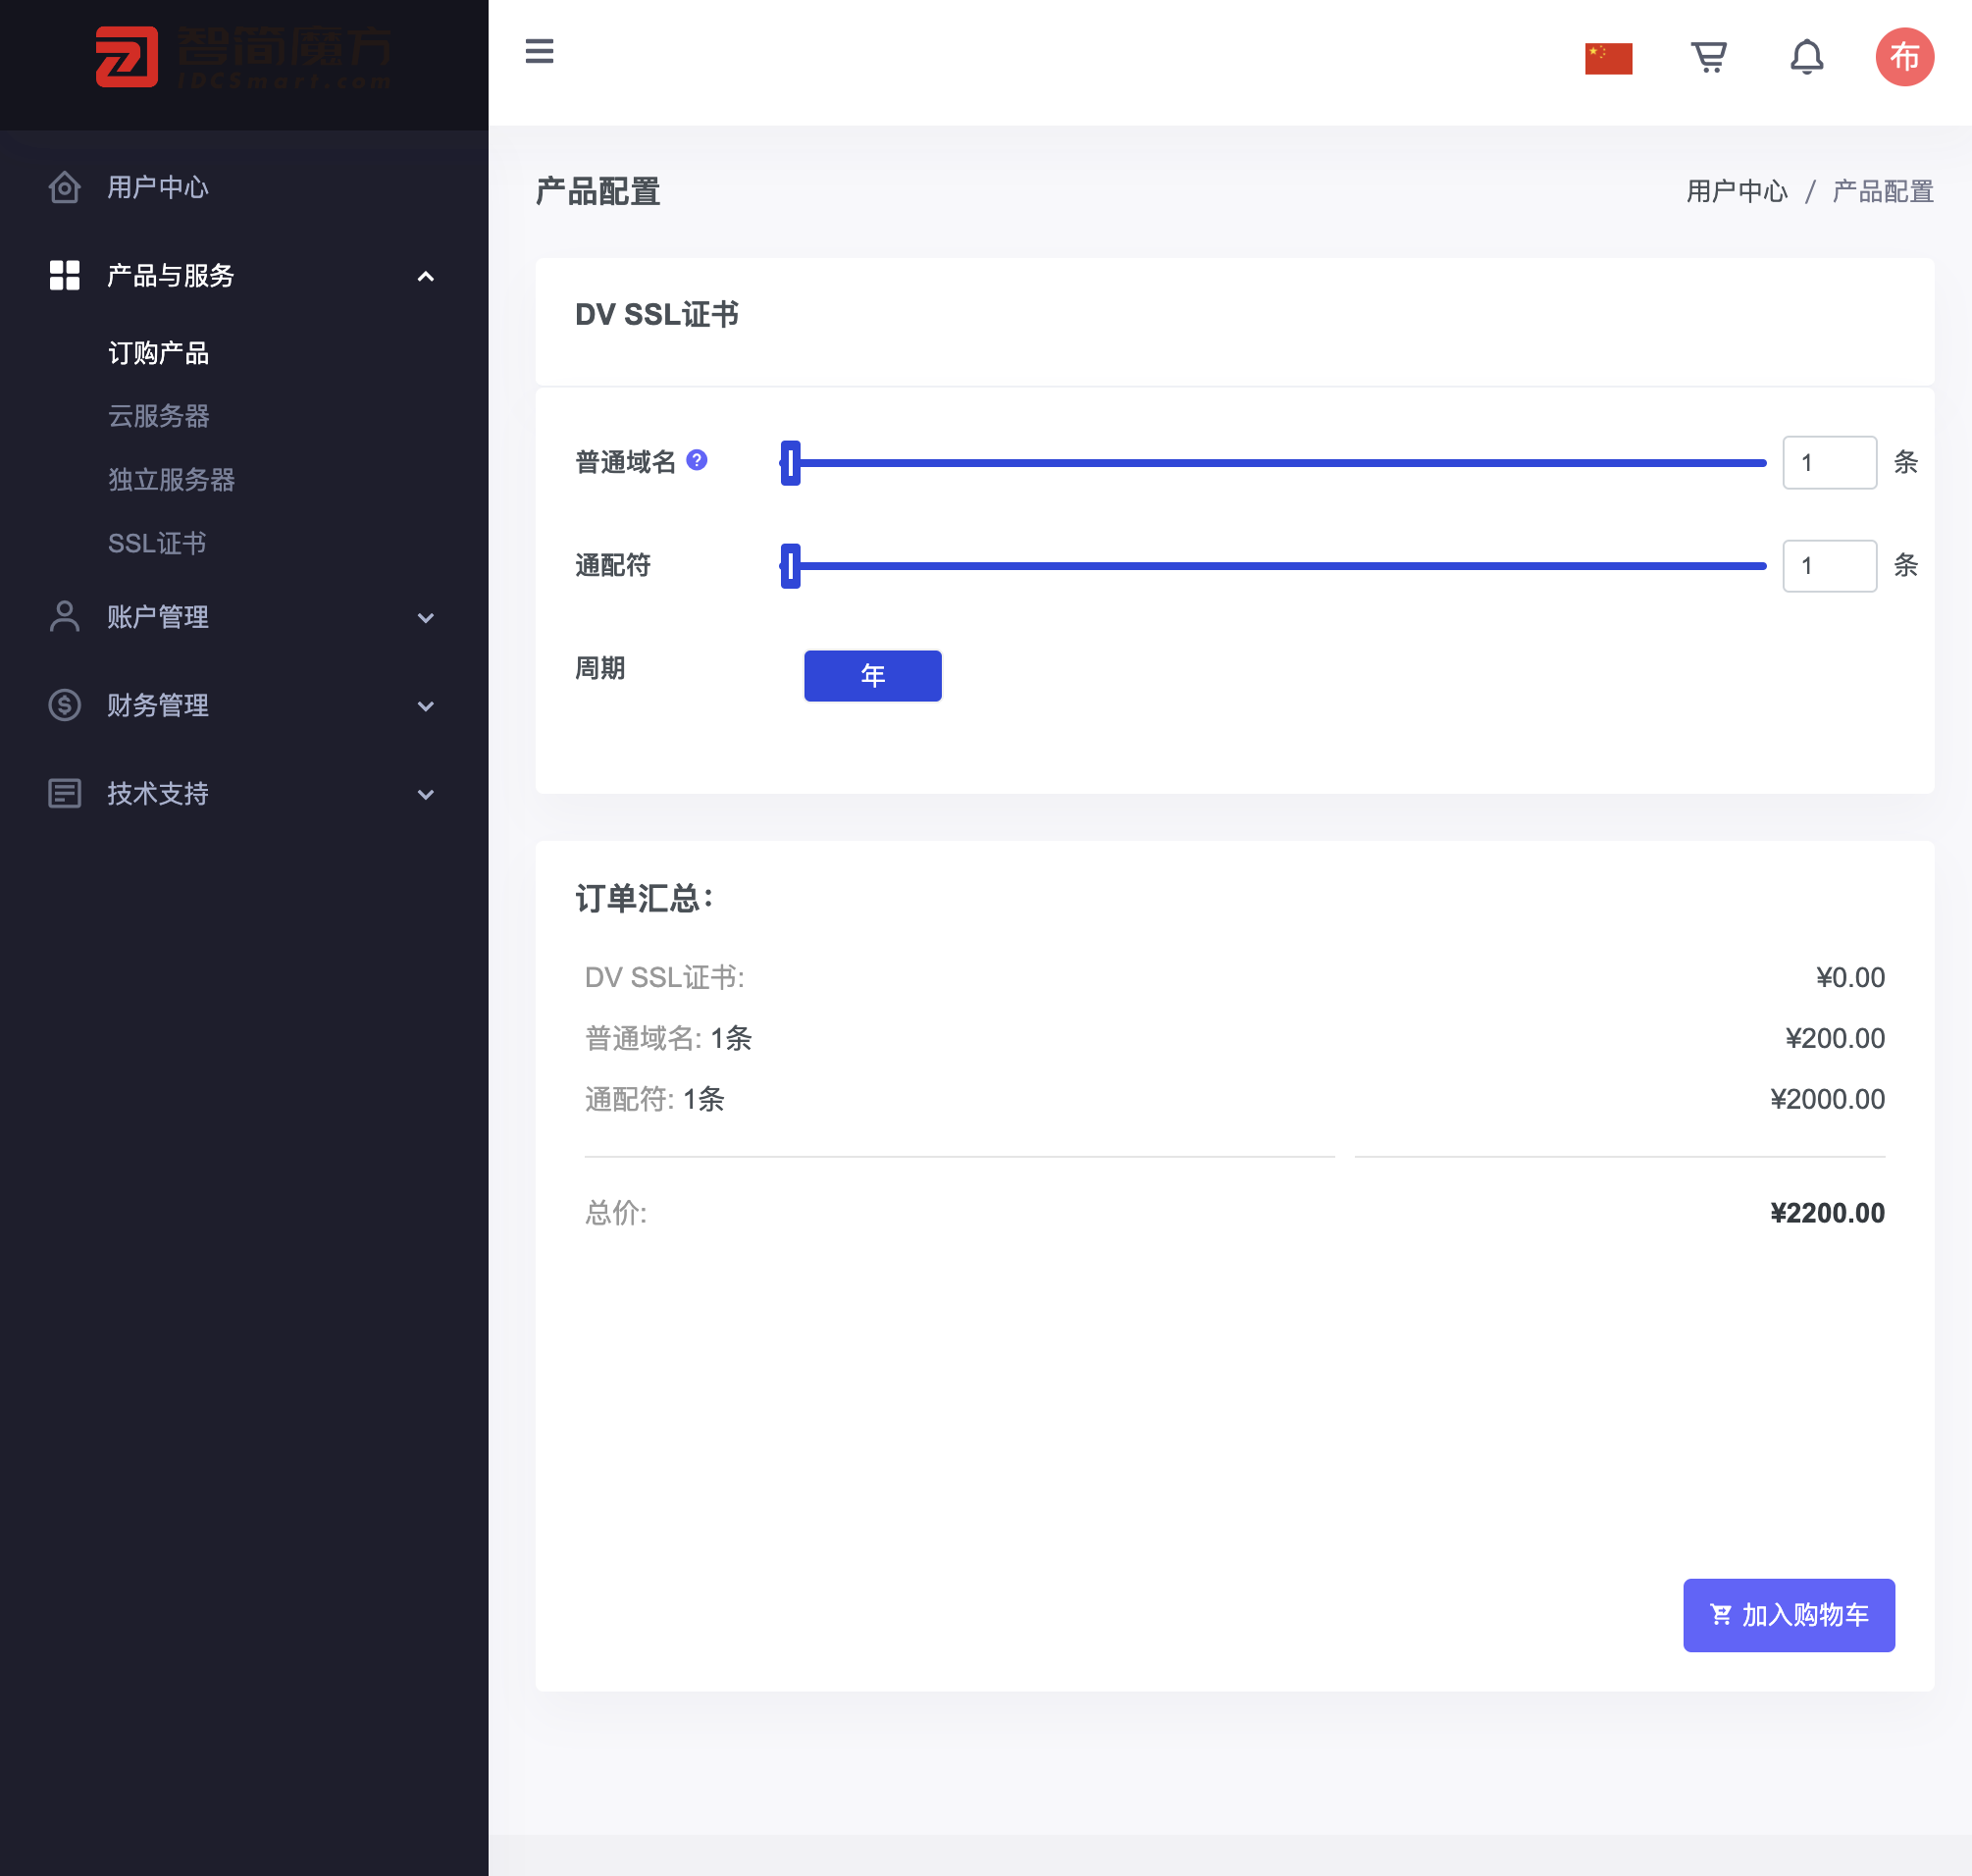 智简魔方
IDCSmart.com
布
用户中心
产品与服务
订购产品
云服务器
独立服务器
SSL证书
账户管理
财务管理
技术支持
产品配置
用户中心 / 产品配置
DV SSL证书
普通域名 ? 1 条
通配符 1 条
周期 年
订单汇总：
DV SSL证书: ¥0.00
普通域名: 1条 ¥200.00
通配符: 1条 ¥2000.00
总价: ¥2200.00
加入购物车